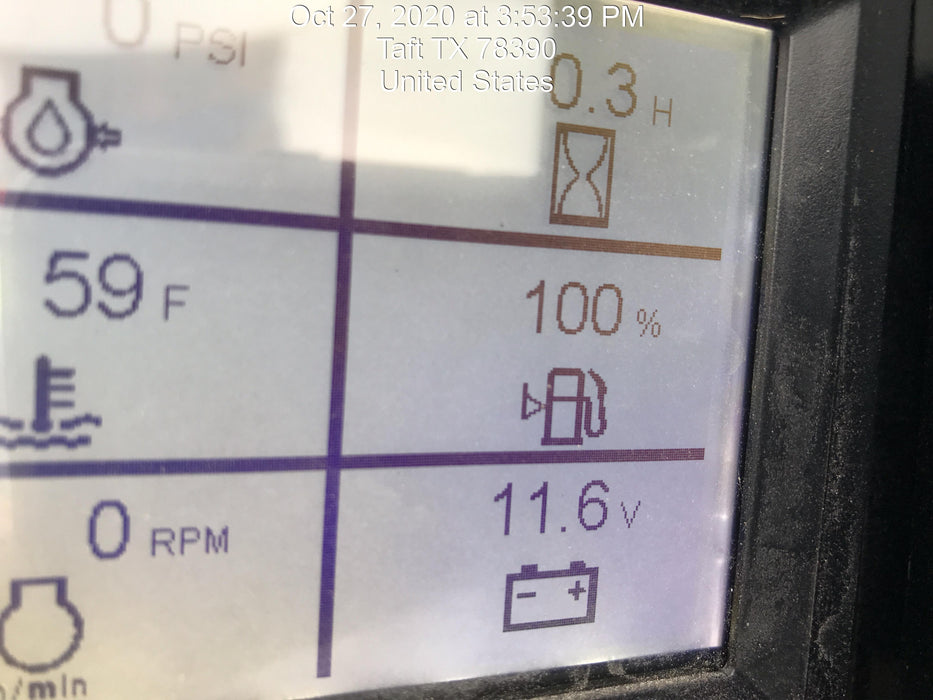 Oct 27, 2020 at 3:53:39 PM
Taft TX 78390
United States
0 PSI
0.3 H
59 F
100 %
0 RPM
11.6 V
n/min